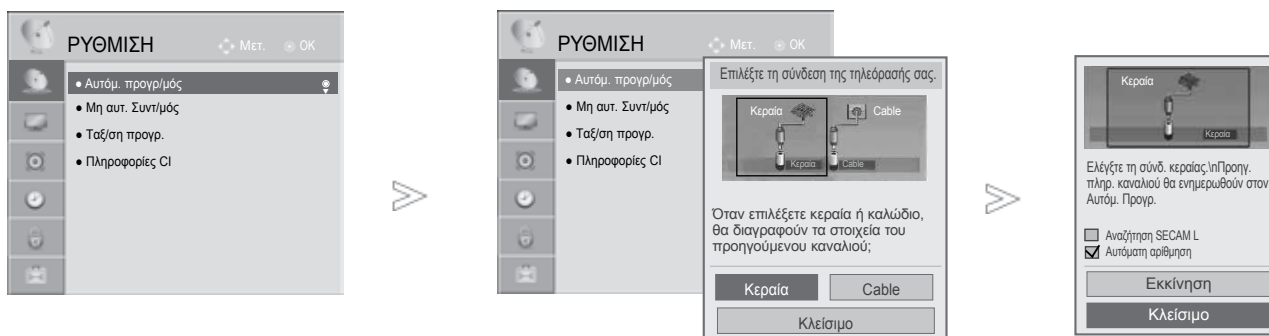 ΡΥΘΜΙΣΗ
Μετ. OK
● Αυτόμ. προγρ/μός
● Μη αυτ. Συντ/μός
● Ταξ/ση προγρ.
● Πληροφορίες CI
ΡΥΘΜΙΣΗ
Μετ. OK
● Αυτόμ. προγρ/μός
● Μη αυτ. Συντ/μός
● Ταξ/ση προγρ.
● Πληροφορίες CI
Επιλέξτε τη σύνδεση της τηλεόρασής σας.
Κεραία Cable
Κεραία Cable
Όταν επιλέξετε κεραία ή καλώδιο,
θα διαγραφούν τα στοιχεία του
προηγούμενου καναλιού;
Κεραία Cable
Κλείσιμο
Κεραία
Κεραία
Ελέγξτε τη σύνδ. κεραίας.\nΠροηγ.
πληρ. καναλιού θα ενημερωθούν στον
Αυτόμ. Προγρ.
Αναζήτηση SECAM L
Αυτόματη αρίθμηση
Εκκίνηση
Κλείσιμο